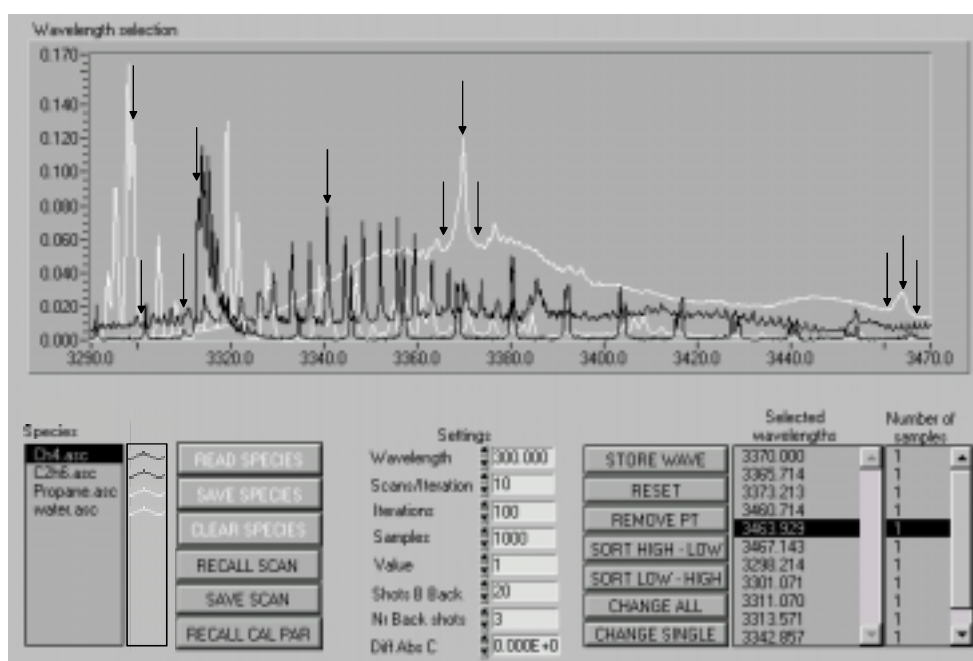 Wavelength selection
0.170
0.140
0.120
0.100
0.080
0.060
0.040
0.020
0.000
3290.0 3320.0 3340.0 3360.0 3380.0 3400.0 3420.0 3440.0 3470.0
Species
Ch4.asc
C2h6.asc
Propane.asc
water.asc
READ SPECIES
SAVE SPECIES
CLEAR SPECIES
RECALL SCAN
SAVE SCAN
RECALL CAL PAR
Settings
Wavelength 300.000
Scans/Iteration 10
Iterations 100
Samples 1000
Value 1
Shots B Back 20
Nr Back shots 3
Diff Abs C 0.000E+0
STORE WAVE
RESET
REMOVE PT
SORT HIGH - LOW
SORT LOW - HIGH
CHANGE ALL
CHANGE SINGLE
Selected
wavelengths
3370.000
3365.714
3373.213
3460.714
3463.929
3467.143
3298.214
3301.071
3311.070
3313.571
3342.857
Number of
samples
1
1
1
1
1
1
1
1
1
1
1